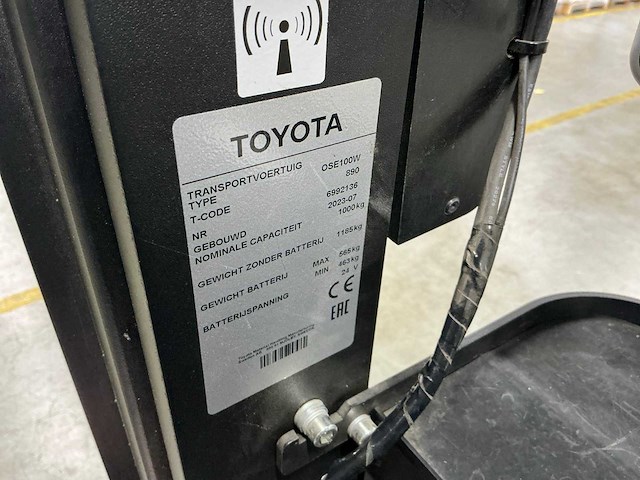 TOYOTA
TRANSPORTVOERTUIG
TYPE OSE100W
T-CODE 890
NR 6992136
GEBOUWD 2023-07
NOMINALE CAPACITEIT 1000kg
GEWICHT ZONDER BATTERIJ 1185kg
GEWICHT BATTERIJ MAX 565kg
MIN 463kg
BATTERIJSPANNING 24 V
CE
EAC